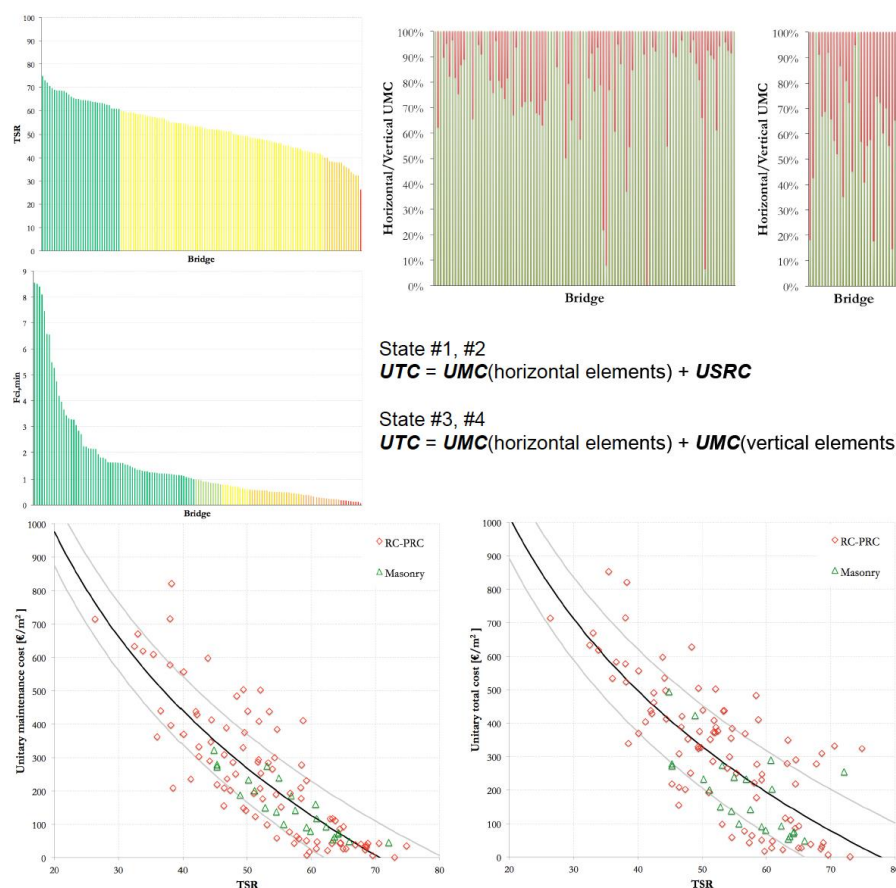 100
90
80
70
60
50
40
30
20
10
0
TSR
Bridge
100%
90%
80%
70%
60%
50%
40%
30%
20%
10%
0%
Horizontal/Vertical UMC
Bridge
100%
90%
80%
70%
60%
50%
40%
30%
20%
10%
0%
Horizontal/Vertical UMC
Bridge
9
8
7
6
5
4
3
2
1
0
Fci,min
Bridge
State #1, #2
UTC = UMC(horizontal elements) + USRC
State #3, #4
UTC = UMC(horizontal elements) + UMC(vertical elements
1000
900
800
700
600
500
400
300
200
100
0
Unitary maintenance cost [€/m²]
RC-PRC
Masonry
20 30 40 50 60 70 80
TSR
1000
900
800
700
600
500
400
300
200
100
0
Unitary total cost [€/m²]
RC-PRC
Masonry
20 30 40 50 60 70 80
TSR